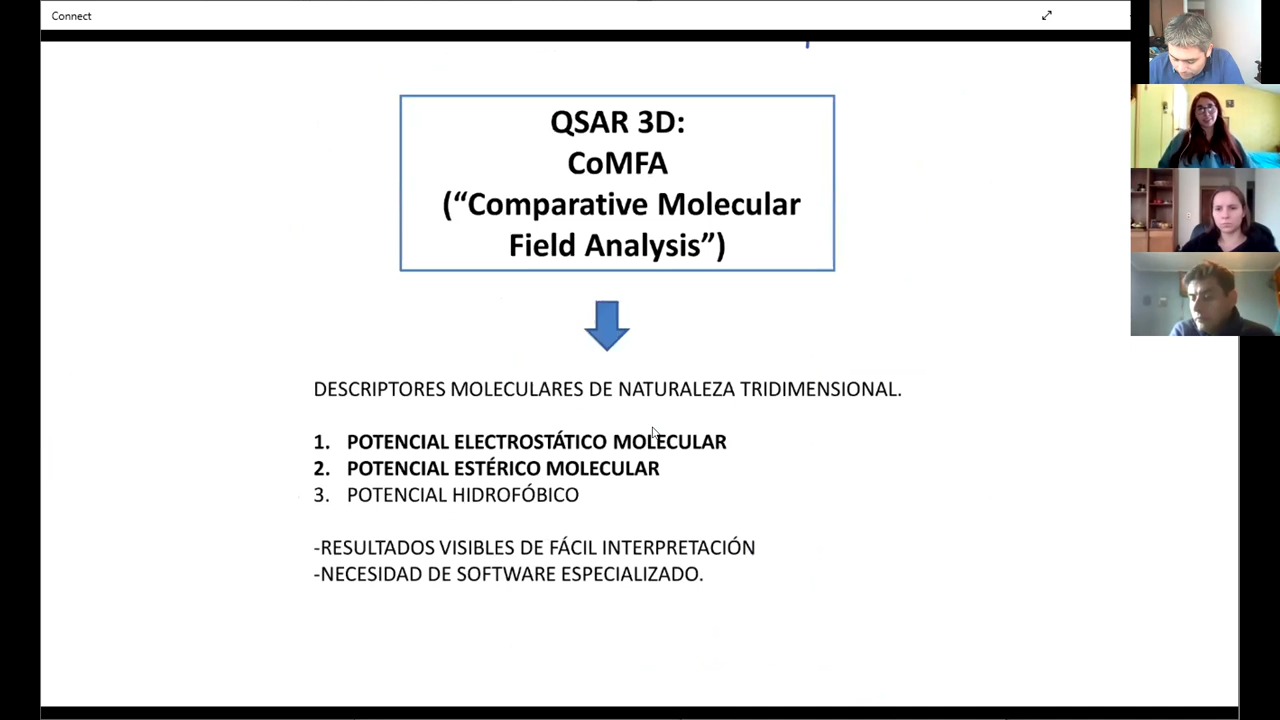 Connect
QSAR 3D:
CoMFA
(“Comparative Molecular
Field Analysis”)
DESCRIPTORES MOLECULARES DE NATURALEZA TRIDIMENSIONAL.
1. POTENCIAL ELECTROSTÁTICO MOLECULAR
2. POTENCIAL ESTÉRICO MOLECULAR
3. POTENCIAL HIDROFÓBICO
-RESULTADOS VISIBLES DE FÁCIL INTERPRETACIÓN
-NECESIDAD DE SOFTWARE ESPECIALIZADO.